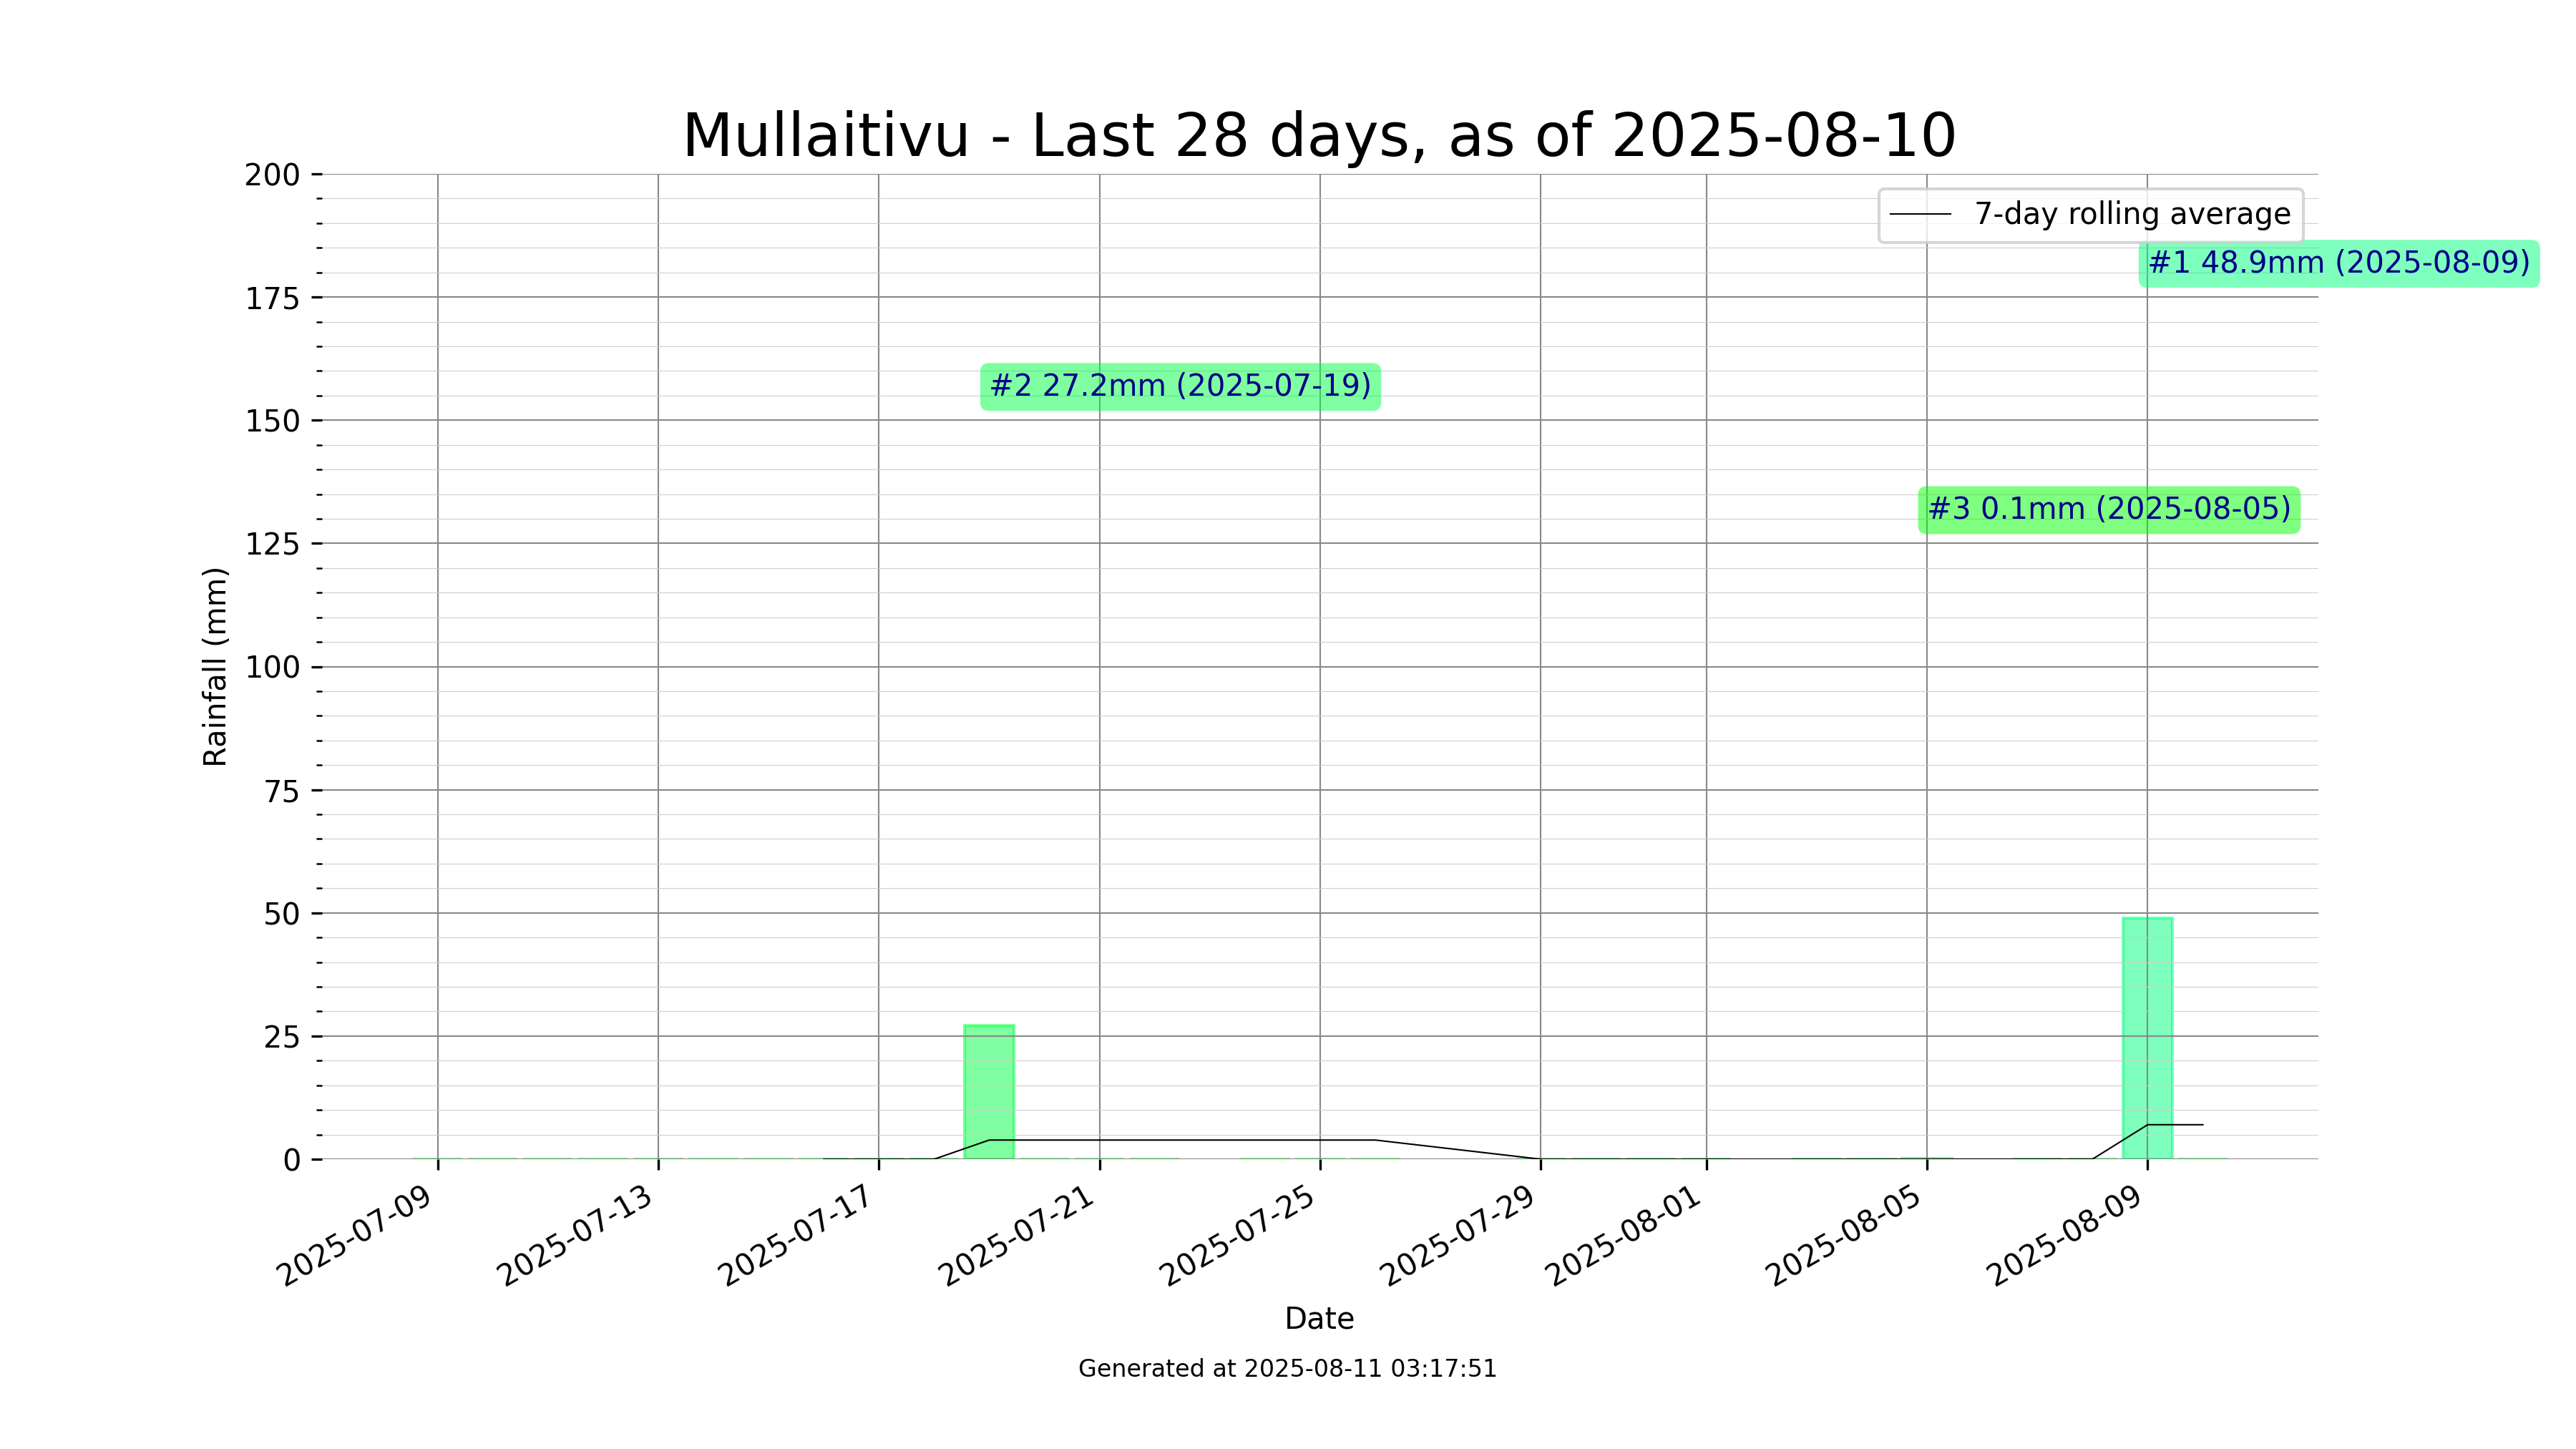 Mullaitivu - Last 28 days, as of 2025-08-10
200
175
150
125
100
75
50
25
0
Rainfall (mm)
7-day rolling average
#1 48.9mm (2025-08-09)
#2 27.2mm (2025-07-19)
#3 0.1mm (2025-08-05)
2025-07-09
2025-07-13
2025-07-17
2025-07-21
2025-07-25
2025-07-29
2025-08-01
2025-08-05
2025-08-09
Date
Generated at 2025-08-11 03:17:51